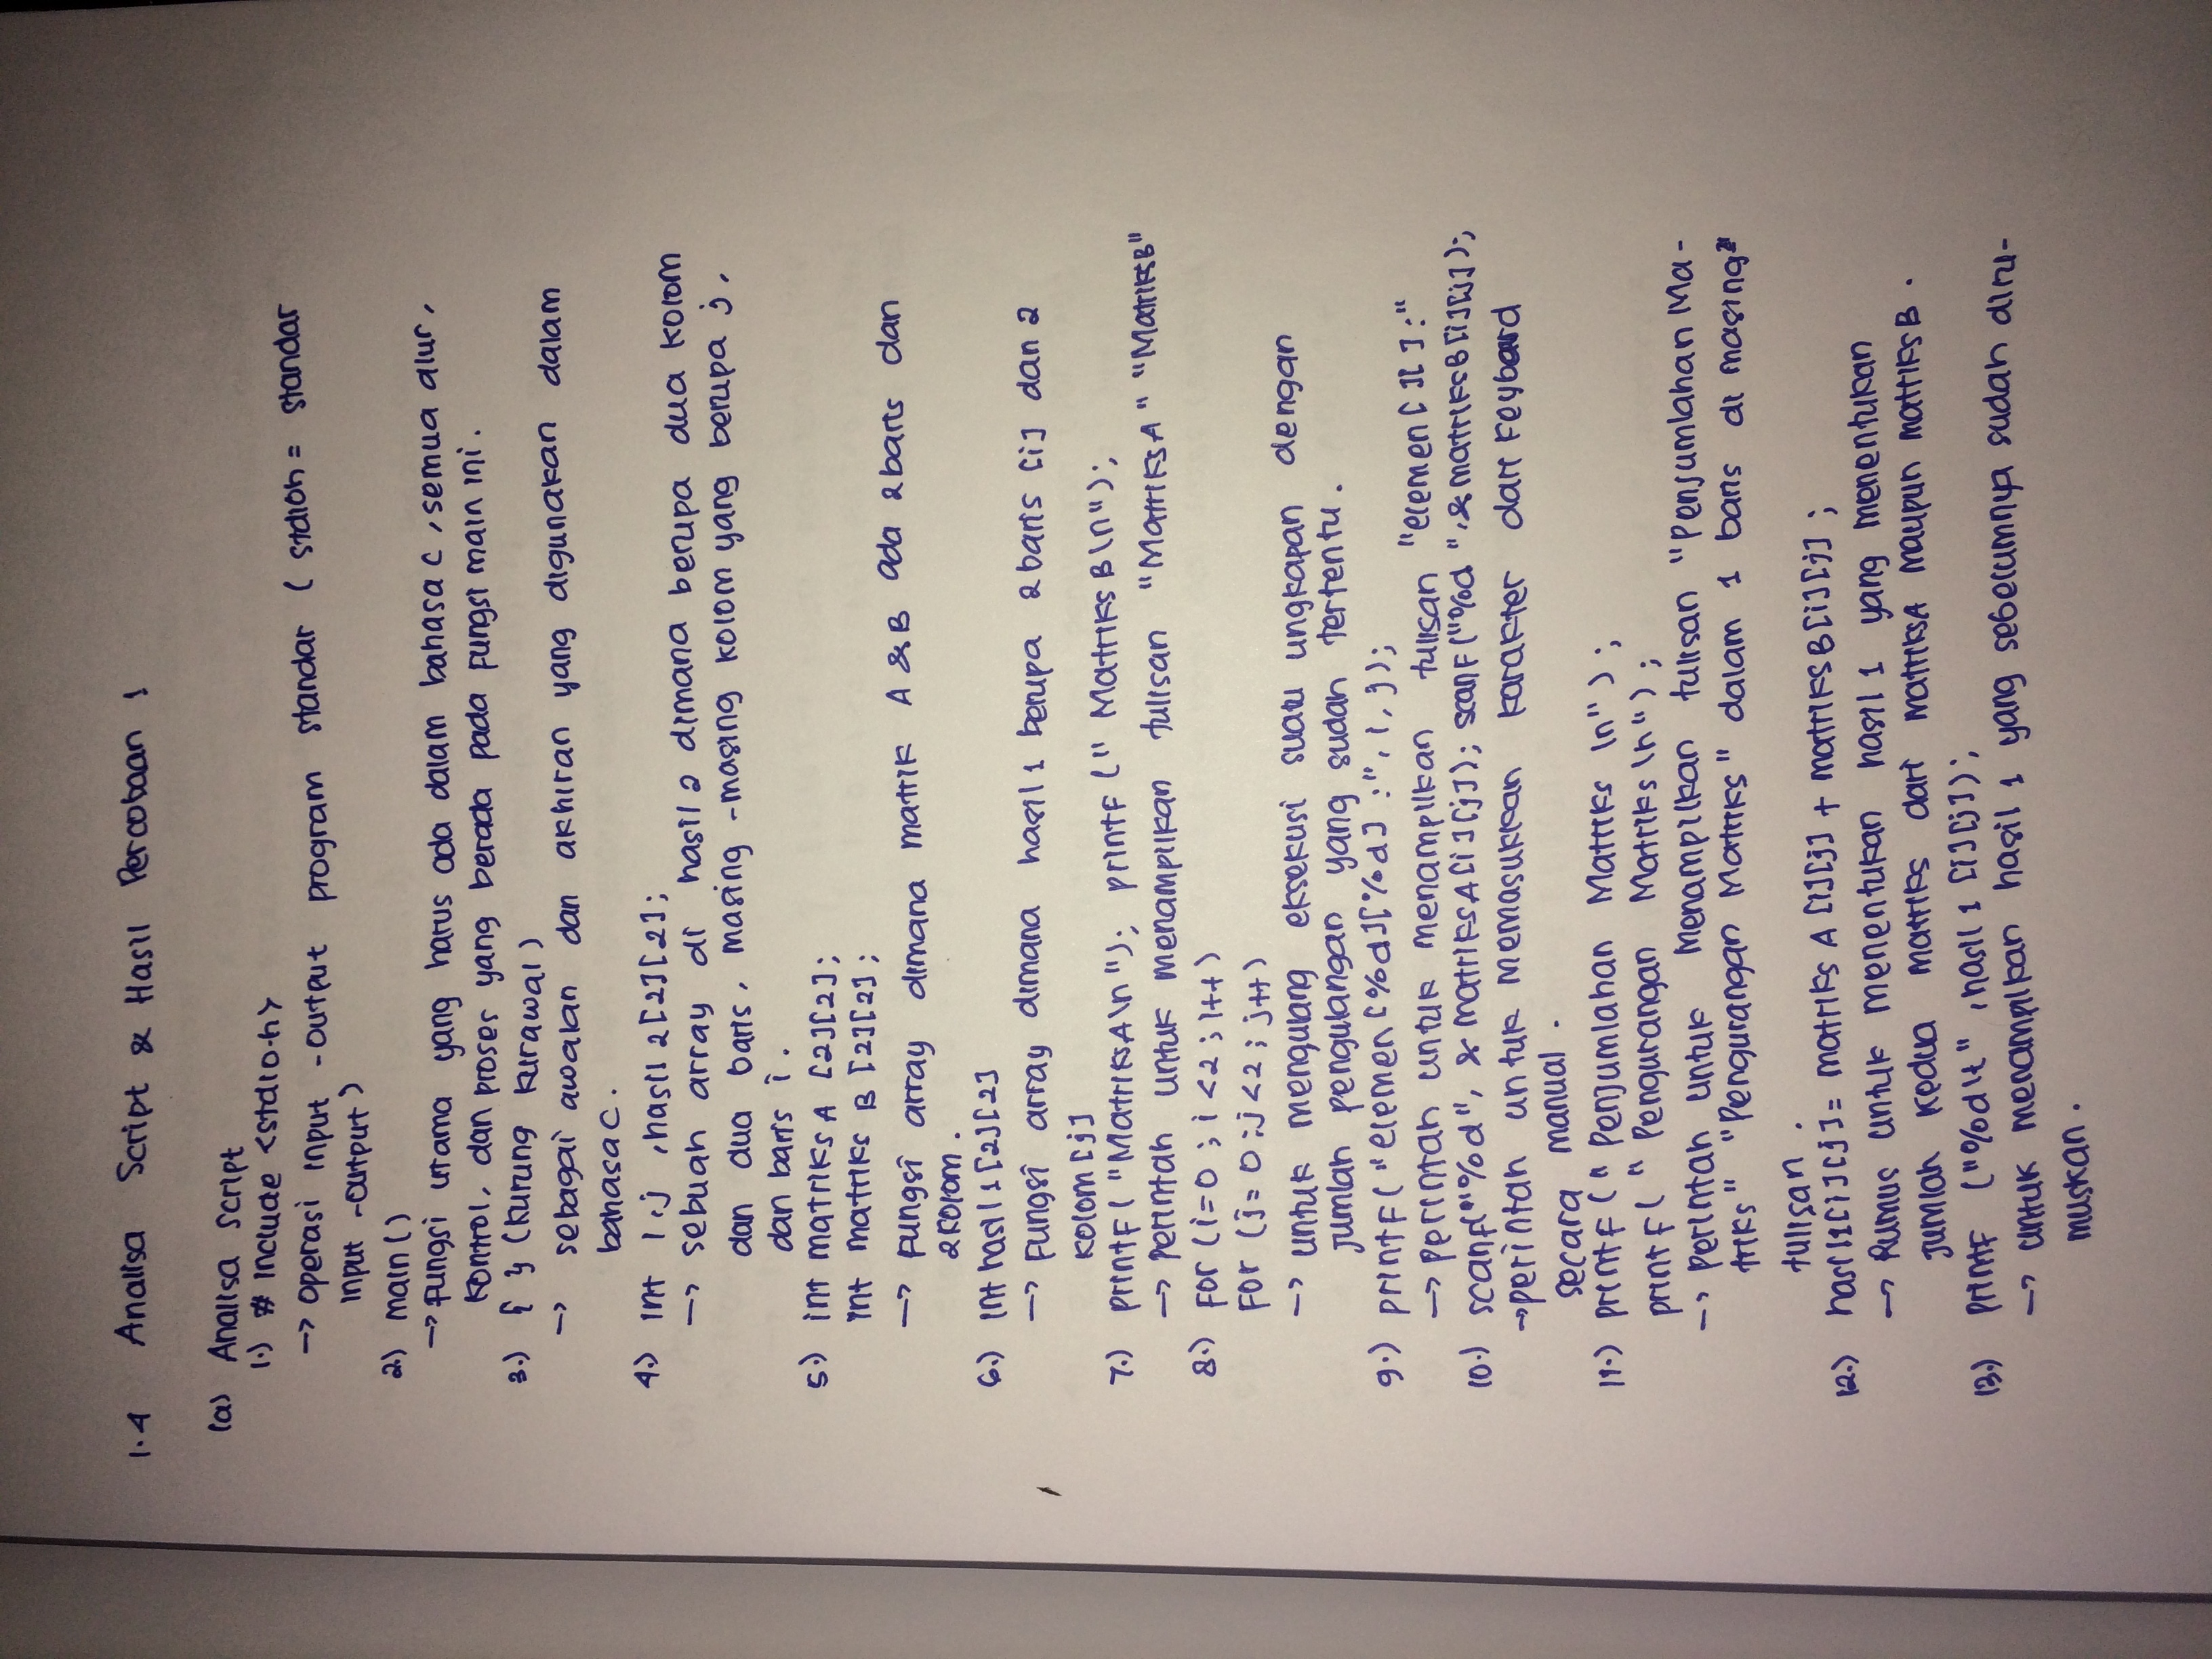 1.4 Analisa Script & Hasil Percobaan 1
(a) Analisa Script
1.) # include <stdio.h>
→ operasi input - output program standar ( stdioh = standar
input - output )
2.) main ()
→ Fungsi utama yang harus ada dalam bahasa C, semua alur,
kontrol, dan proses yang berada pada fungsi main ini.
3.) { } (kurung kurawal)
→ sebagai awalan dan akhiran yang digunakan dalam
bahasa C.
4.) int i,j, hasil 2 [2][2];
→ sebuah array di hasil 2 dimana berupa dua kolom
dan dua baris, masing - masing kolom yang berupa j,
dan baris i.
5.) int matriks A [2][2];
int matriks B [2][2];
→ Fungsi array dimana matrik A & B ada 2 baris dan
2 kolom.
6.) int hasil 1 [2][2]
→ Fungsi array dimana hasil 1 berupa 2 baris [i] dan 2
kolom [j]
7.) printf ("Matriks A\n"); printf (" Matriks B\n");
→ Perintah untuk menampilkan tulisan "Matriks A" "Matriks B"
8.) for (i=0 ; i<2 ; i++)
for (j=0 ; j<2 ; j++)
→ untuk mengulang eksekusi suatu ungkapan dengan
jumlah pengulangan yang sudah tertentu.
9.) printf ("elemen [%d][%d] :", i, j);
→ Perintah untuk menampilkan tulisan "elemen [ ][ ] :"
10.) scanf("%d", & Matriks A [i][j]); scanf ("%d", & matriks B [i][j]);
→ Perintah untuk memasukkan karakter dari keyboard
secara manual.
11.) printf (" Penjumlahan Matriks \n") ;
printf (" Pengurangan Matriks \n") ;
→ Perintah untuk menampilkan tulisan "Penjumlahan Ma-
triks" "Pengurangan Matriks" dalam 1 baris di masing²
tulisan.
12.) hasil 1 [i][j] = matriks A [i][j] + matriks B [i][j] ;
→ Rumus untuk menentukan hasil 1 yang menentukan
jumlah kedua matriks dari matriks A maupun matriks B.
13.) printf ("%d\t", hasil 1 [i][j]);
→ untuk menampilkan hasil 1 yang sebelumnya sudah diru-
muskan.